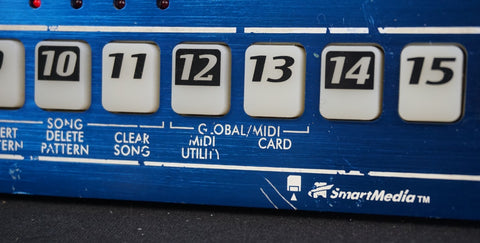 10 11 12 13 14 15
SONG
DELETE
PATTERN
CLEAR
SONG
GLOBAL/MIDI
MIDI
UTILITY
CARD
SmartMedia™